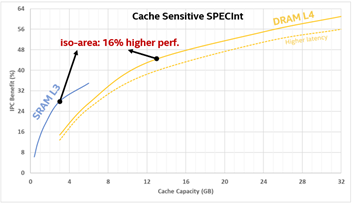 Cache Sensitive SPECInt
DRAM L4
Higher latency
iso-area: 16% higher perf.
SRAM L3
IPC Benefit (%)
64
56
48
40
32
24
16
8
0
0 4 8 12 16 20 24 28 32
Cache Capacity (GB)